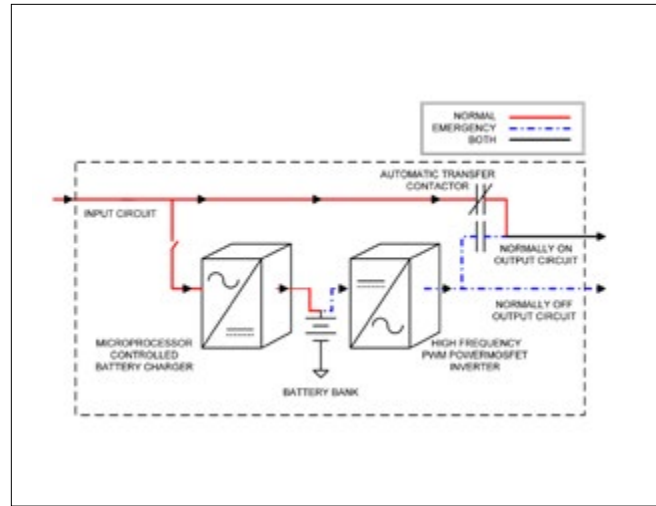 NORMAL
EMERGENCY
BOTH
AUTOMATIC TRANSFER
CONTACTOR
INPUT CIRCUIT
NORMALLY ON
OUTPUT CIRCUIT
NORMALLY OFF
OUTPUT CIRCUIT
MICROPROCESSOR
CONTROLLED
BATTERY CHARGER
HIGH FREQUENCY
PWM POWERMOSFET
INVERTER
BATTERY BANK